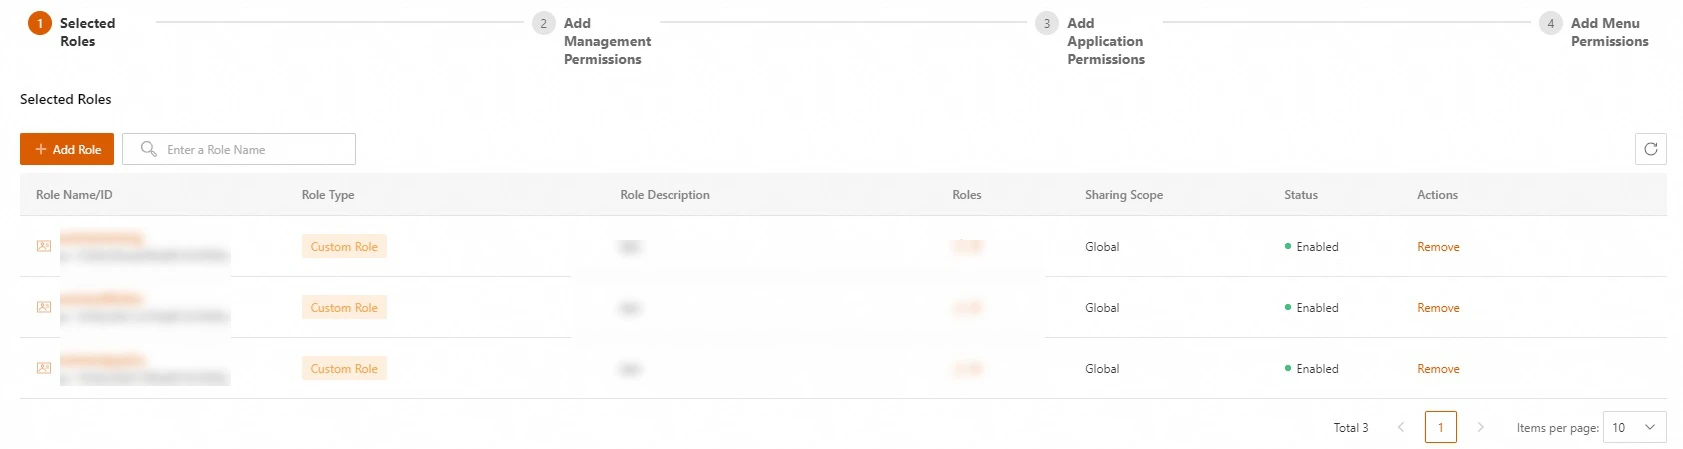 1 Selected
Roles
2 Add
Management
Permissions
3 Add
Application
Permissions
4 Add Menu
Permissions
Selected Roles
Add Role
Enter a Role Name
Role Name/ID Role Type Role Description Roles Sharing Scope Status Actions
Custom Role Global Enabled Remove
Custom Role Global Enabled Remove
Custom Role Global Enabled Remove
Total 3 1 Items per page: 10